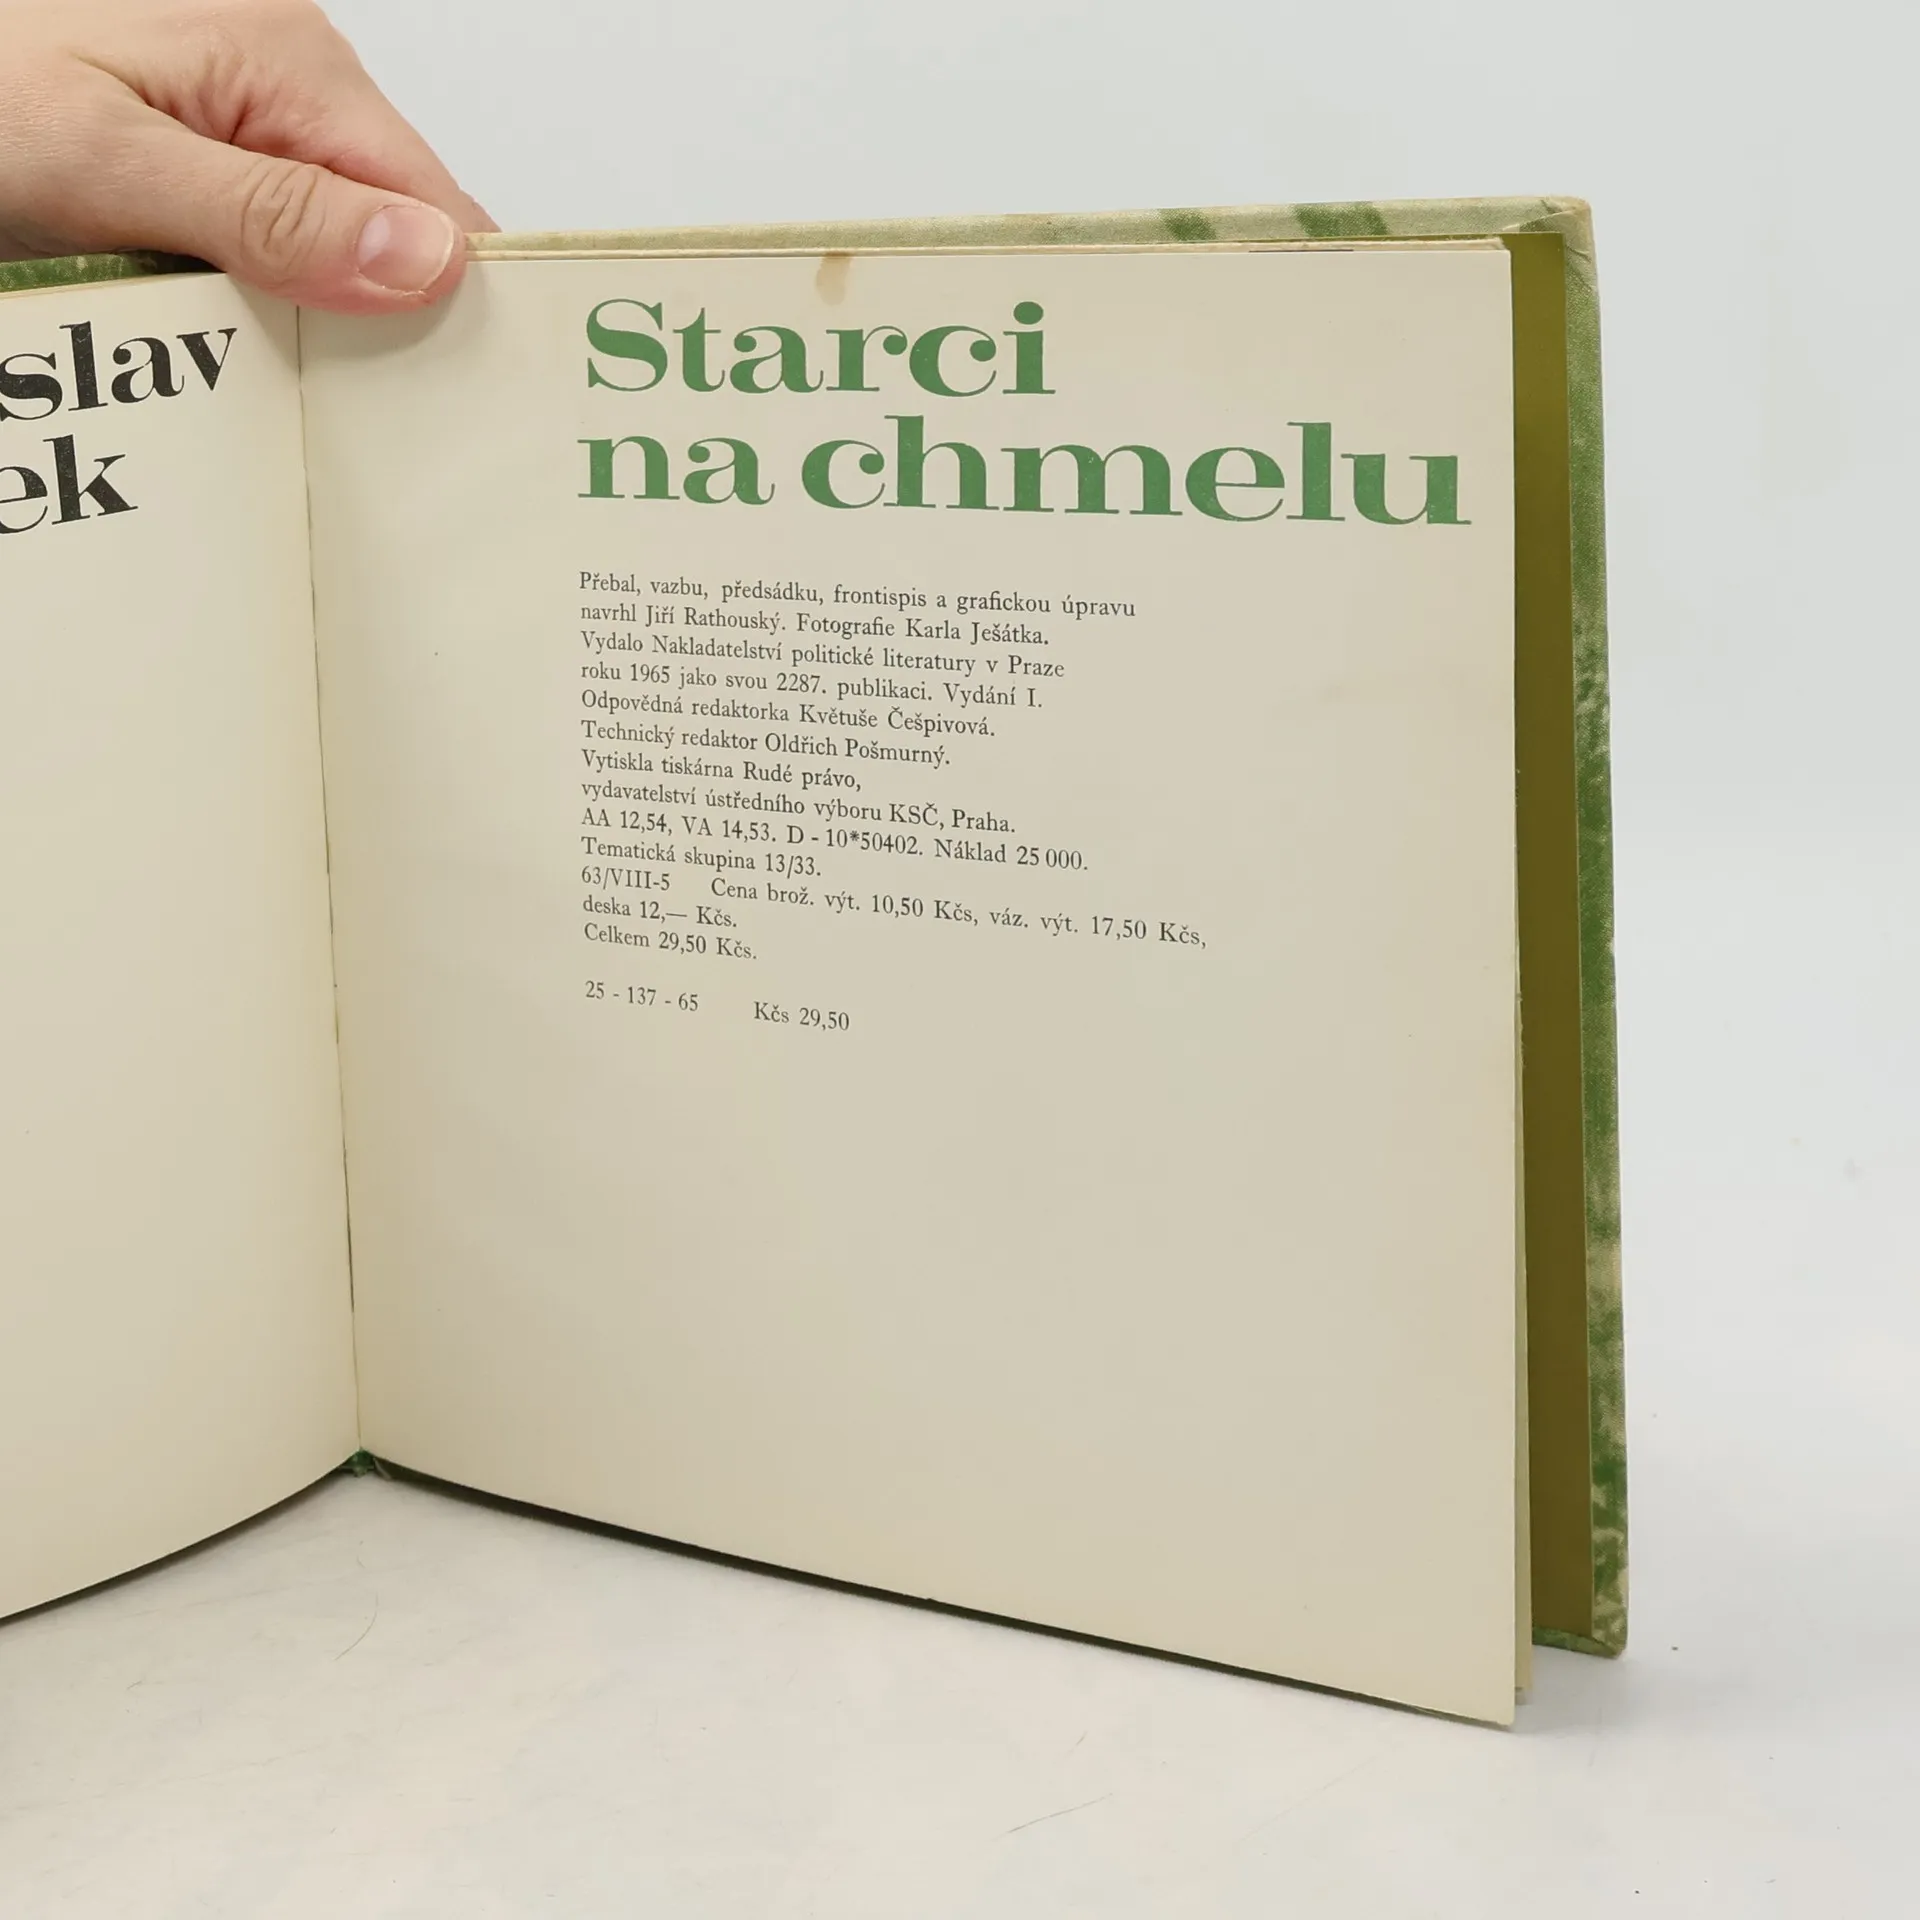 slav
ek
Starci
na chmelu
Přebal, vazbu, předsádku, frontispis a grafickou úpravu
navrhl Jiří Rathouský. Fotografie Karla Ješátka.
Vydalo Nakladatelství politické literatury v Praze
roku 1965 jako svou 2287. publikaci. Vydání I.
Odpovědná redaktorka Květuše Češpivová.
Technický redaktor Oldřich Pošmurný.
Vytiskla tiskárna Rudé právo,
vydavatelství ústředního výboru KSČ, Praha.
AA 12,54, VA 14,53. D - 10*50402. Náklad 25 000.
Tematická skupina 13/33.
63/VIII-5 Cena brož. výt. 10,50 Kčs, váz. výt. 17,50 Kčs,
deska 12,— Kčs.
Celkem 29,50 Kčs.
25 - 137 - 65 Kčs 29,50